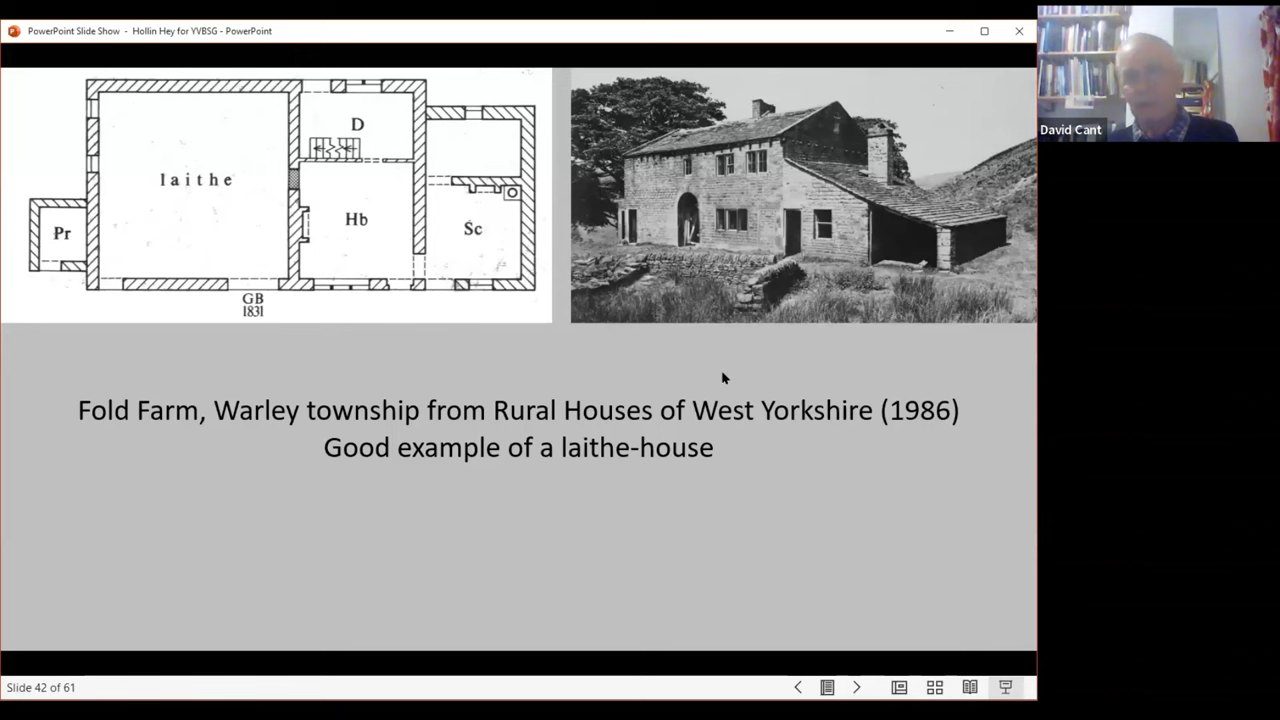 PowerPoint Slide Show - Hollin Hey for YVBSG - PowerPoint
David Cant
D
laithe
Hb
Pr
Sc
GB
1831
Fold Farm, Warley township from Rural Houses of West Yorkshire (1986)
Good example of a laithe-house
Slide 42 of 61